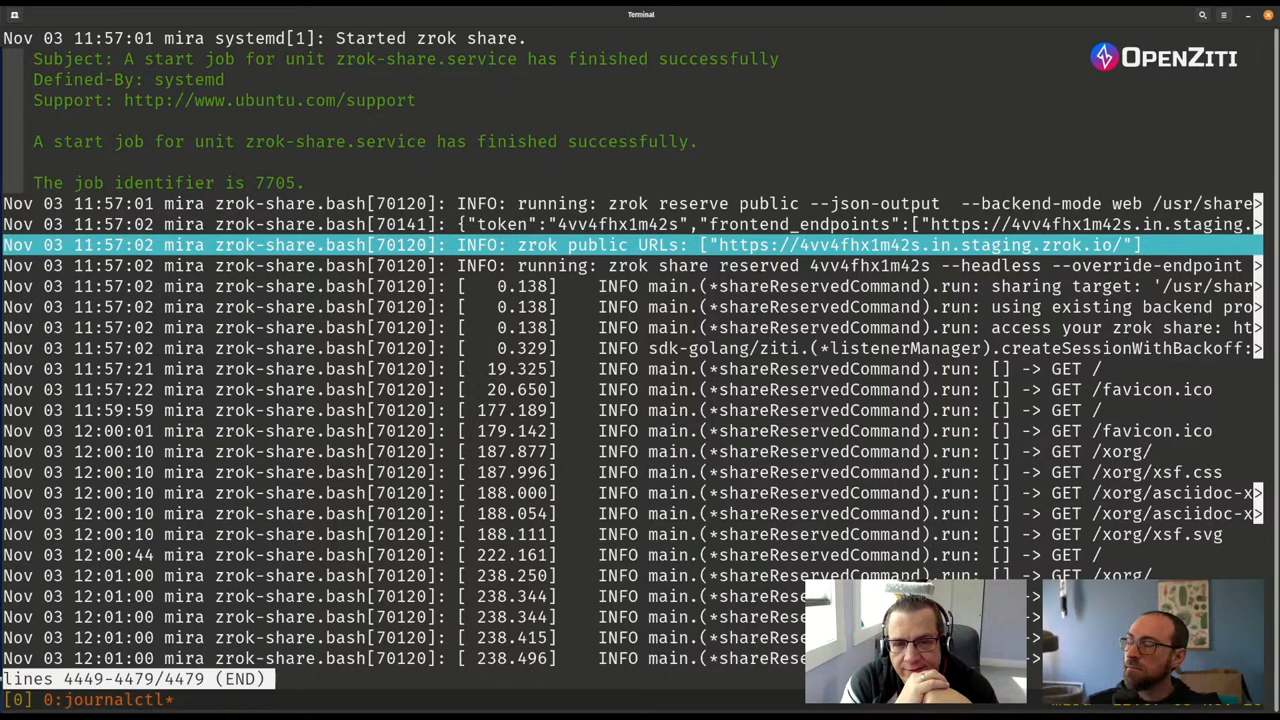 Terminal
Nov 03 11:57:01 mira systemd[1]: Started zrok share.
Subject: A start job for unit zrok-share.service has finished successfully
OPENZITI
Defined-By: systemd
Support: http://www.ubuntu.com/support
A start job for unit zrok-share.service has finished successfully.
The job identifier is 7705.
Nov 03 11:57:01 mira zrok-share.bash[70120]: INFO: running: zrok reserve public --json-output  --backend-mode web /usr/share>
Nov 03 11:57:02 mira zrok-share.bash[70141]: {"token":"4vv4fhx1m42s","frontend_endpoints":["https://4vv4fhx1m42s.in.staging.>
Nov 03 11:57:02 mira zrok-share.bash[70120]: INFO: zrok public URLs: ["https://4vv4fhx1m42s.in.staging.zrok.io/"]
Nov 03 11:57:02 mira zrok-share.bash[70120]: INFO: running: zrok share reserved 4vv4fhx1m42s --headless --override-endpoint >
Nov 03 11:57:02 mira zrok-share.bash[70120]: [   0.138]    INFO main.(*shareReservedCommand).run: sharing target: '/usr/shar>
Nov 03 11:57:02 mira zrok-share.bash[70120]: [   0.138]    INFO main.(*shareReservedCommand).run: using existing backend pro>
Nov 03 11:57:02 mira zrok-share.bash[70120]: [   0.138]    INFO main.(*shareReservedCommand).run: access your zrok share: ht>
Nov 03 11:57:02 mira zrok-share.bash[70120]: [   0.329]    INFO sdk-golang/ziti.(*listenerManager).createSessionWithBackoff:>
Nov 03 11:57:21 mira zrok-share.bash[70120]: [  19.325]    INFO main.(*shareReservedCommand).run: [] -> GET /
Nov 03 11:57:22 mira zrok-share.bash[70120]: [  20.650]    INFO main.(*shareReservedCommand).run: [] -> GET /favicon.ico
Nov 03 11:59:59 mira zrok-share.bash[70120]: [ 177.189]    INFO main.(*shareReservedCommand).run: [] -> GET /
Nov 03 12:00:01 mira zrok-share.bash[70120]: [ 179.142]    INFO main.(*shareReservedCommand).run: [] -> GET /favicon.ico
Nov 03 12:00:10 mira zrok-share.bash[70120]: [ 187.877]    INFO main.(*shareReservedCommand).run: [] -> GET /xorg/
Nov 03 12:00:10 mira zrok-share.bash[70120]: [ 187.996]    INFO main.(*shareReservedCommand).run: [] -> GET /xorg/xsf.css
Nov 03 12:00:10 mira zrok-share.bash[70120]: [ 188.000]    INFO main.(*shareReservedCommand).run: [] -> GET /xorg/asciidoc-x>
Nov 03 12:00:10 mira zrok-share.bash[70120]: [ 188.054]    INFO main.(*shareReservedCommand).run: [] -> GET /xorg/asciidoc-x>
Nov 03 12:00:10 mira zrok-share.bash[70120]: [ 188.111]    INFO main.(*shareReservedCommand).run: [] -> GET /xorg/xsf.svg
Nov 03 12:00:44 mira zrok-share.bash[70120]: [ 222.161]    INFO main.(*shareReservedCommand).run: [] -> GET /
Nov 03 12:01:00 mira zrok-share.bash[70120]: [ 238.250]    INFO main.(*shareReservedCommand).run: [] -> GET /xorg/
Nov 03 12:01:00 mira zrok-share.bash[70120]: [ 238.344]    INFO main.(*shareRese
Nov 03 12:01:00 mira zrok-share.bash[70120]: [ 238.344]    INFO main.(*shareRese
Nov 03 12:01:00 mira zrok-share.bash[70120]: [ 238.415]    INFO main.(*shareRese
Nov 03 12:01:00 mira zrok-share.bash[70120]: [ 238.496]    INFO main.(*shareRese
lines 4449-4479/4479 (END)
[0] 0:journalctl*